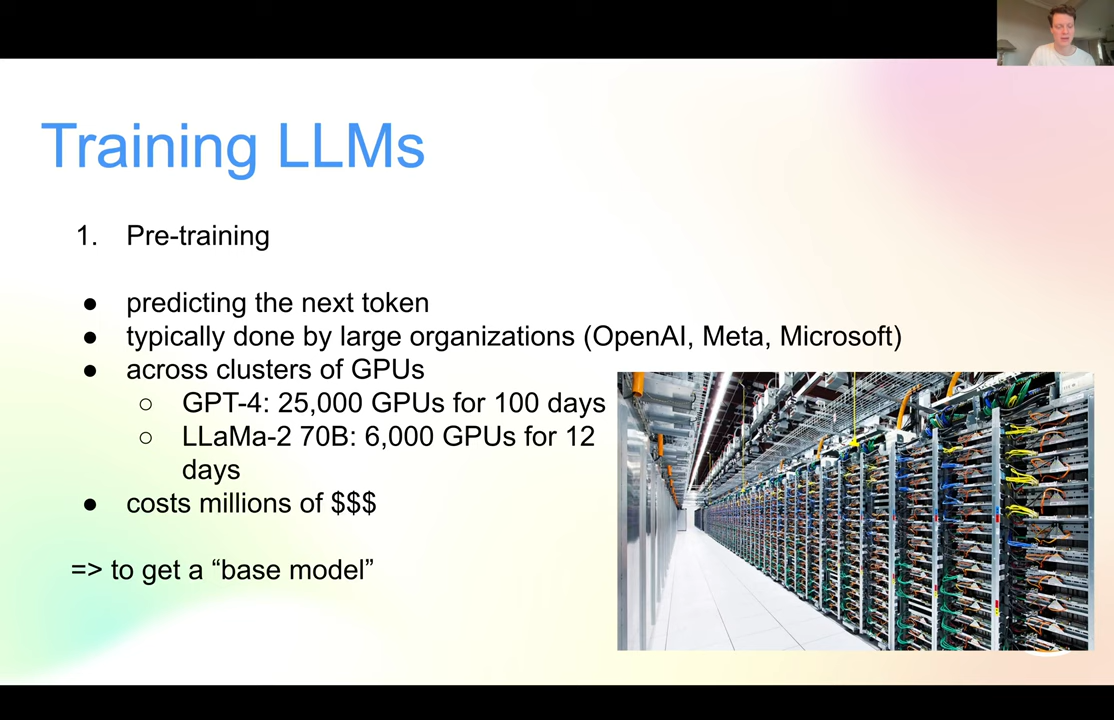 Training LLMs
1. Pre-training
● predicting the next token
● typically done by large organizations (OpenAI, Meta, Microsoft)
● across clusters of GPUs
○ GPT-4: 25,000 GPUs for 100 days
○ LLaMa-2 70B: 6,000 GPUs for 12
days
● costs millions of $$$
=> to get a “base model”